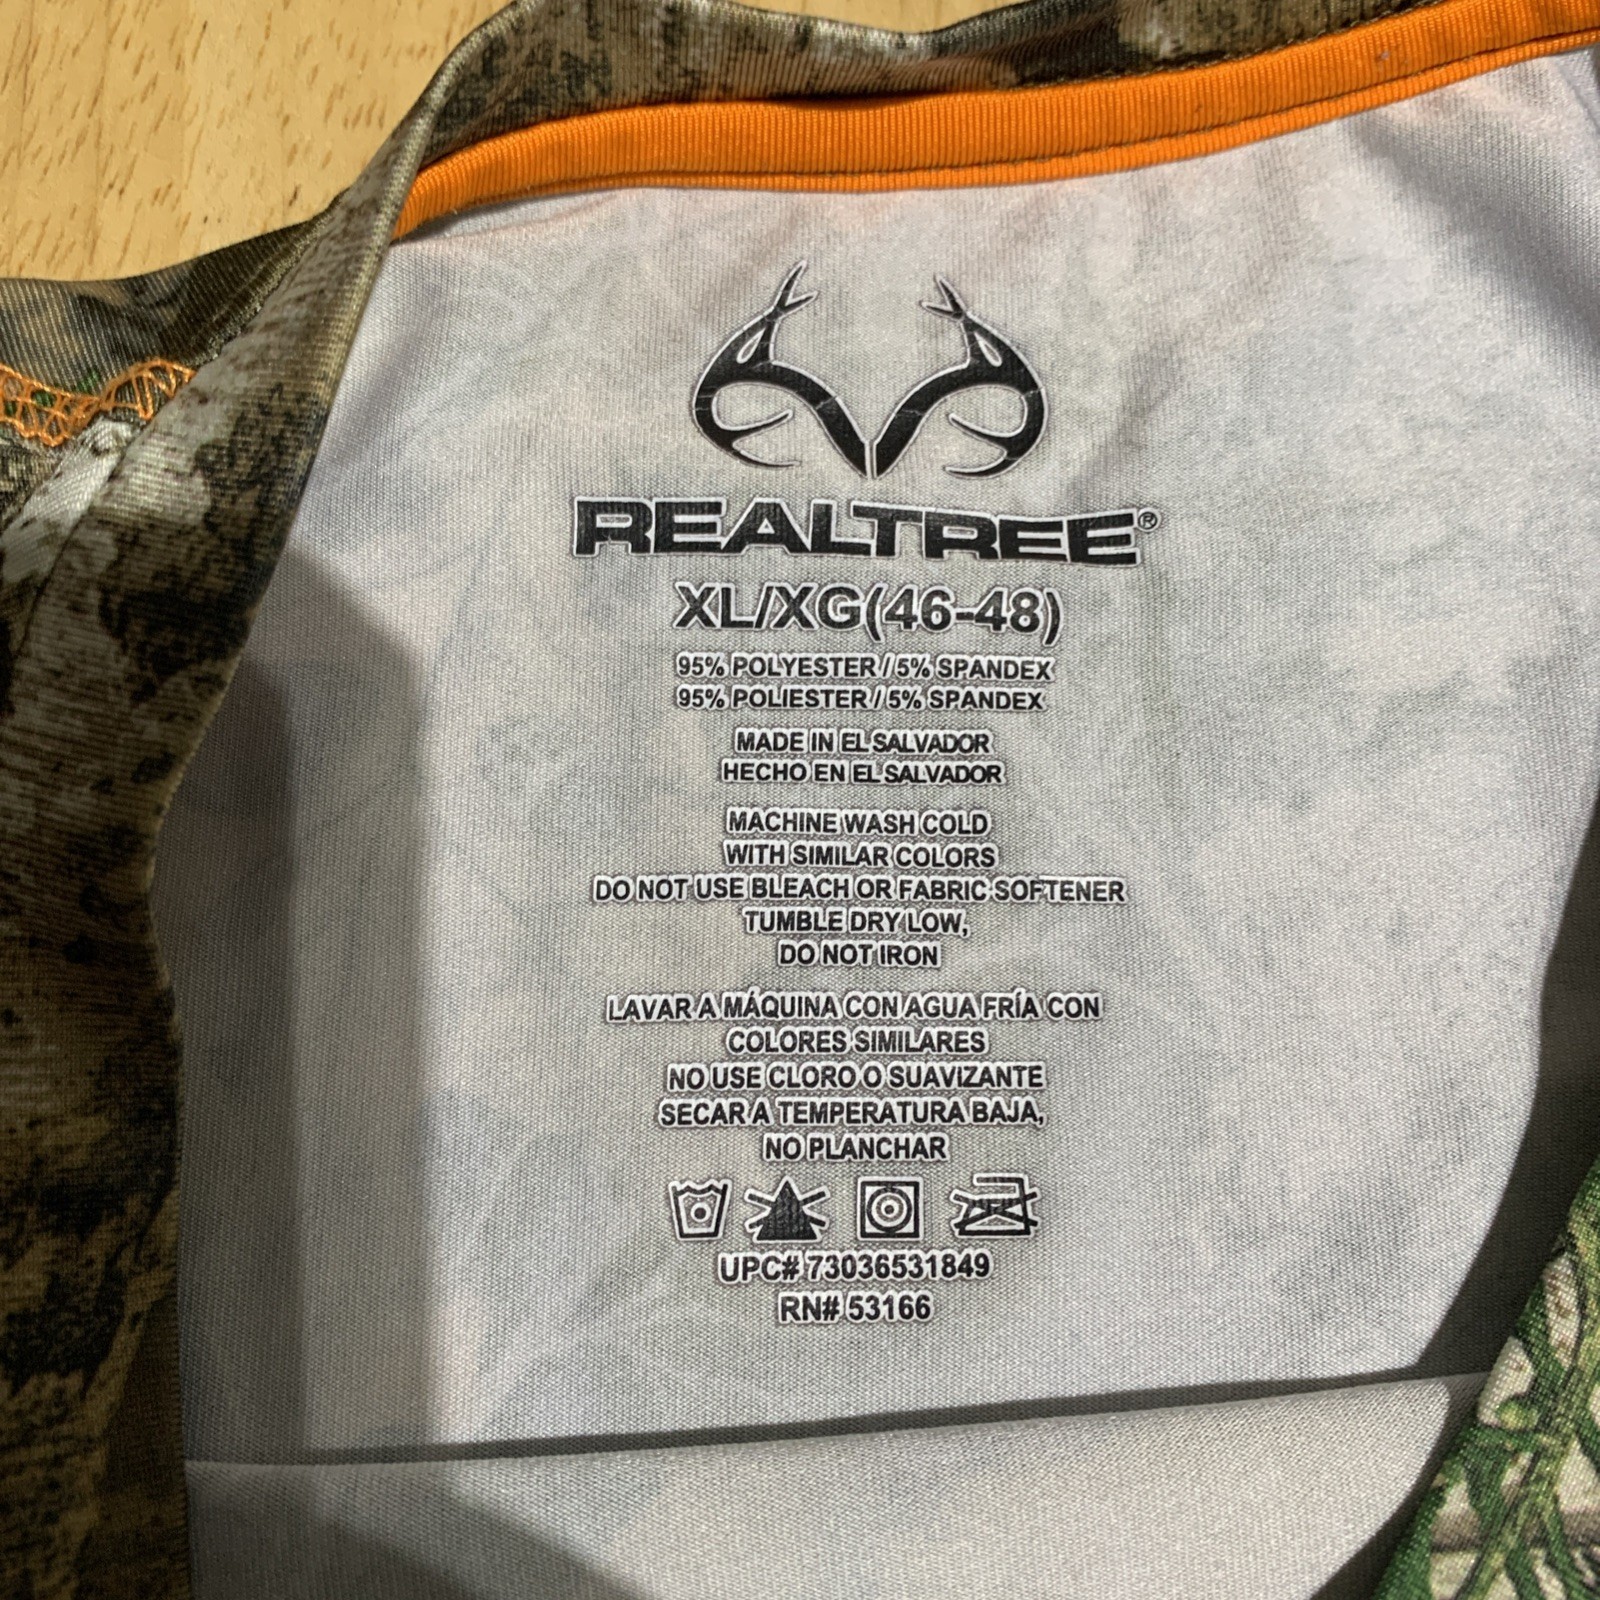 REALTREE®
XL/XG(46-48)
95% POLYESTER / 5% SPANDEX
95% POLIESTER / 5% SPANDEX
MADE IN EL SALVADOR
HECHO EN EL SALVADOR
MACHINE WASH COLD
WITH SIMILAR COLORS
DO NOT USE BLEACH OR FABRIC SOFTENER
TUMBLE DRY LOW,
DO NOT IRON
LAVAR A MÁQUINA CON AGUA FRÍA CON
COLORES SIMILARES
NO USE CLORO O SUAVIZANTE
SECAR A TEMPERATURA BAJA,
NO PLANCHAR
UPC# 73036531849
RN# 53166